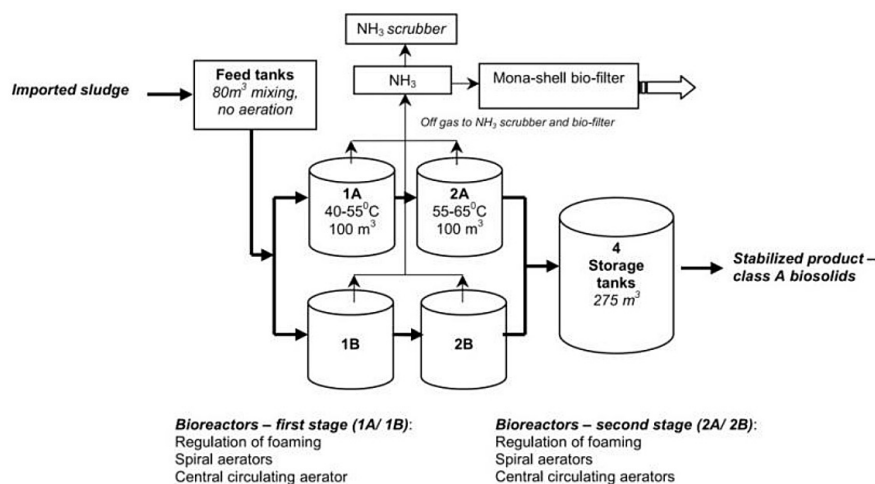 NH₃ scrubber
Feed tanks
80m³ mixing,
no aeration
Imported sludge
NH₃
Mona-shell bio-filter
Off gas to NH₃ scrubber and bio-filter
1A
40-55⁰C
100 m³
2A
55-65⁰C
100 m³
4
Storage
tanks
275 m³
Stabilized product –
class A biosolids
1B
2B
Bioreactors – first stage (1A/ 1B):
Regulation of foaming
Spiral aerators
Central circulating aerator
Bioreactors – second stage (2A/ 2B):
Regulation of foaming
Spiral aerators
Central circulating aerators